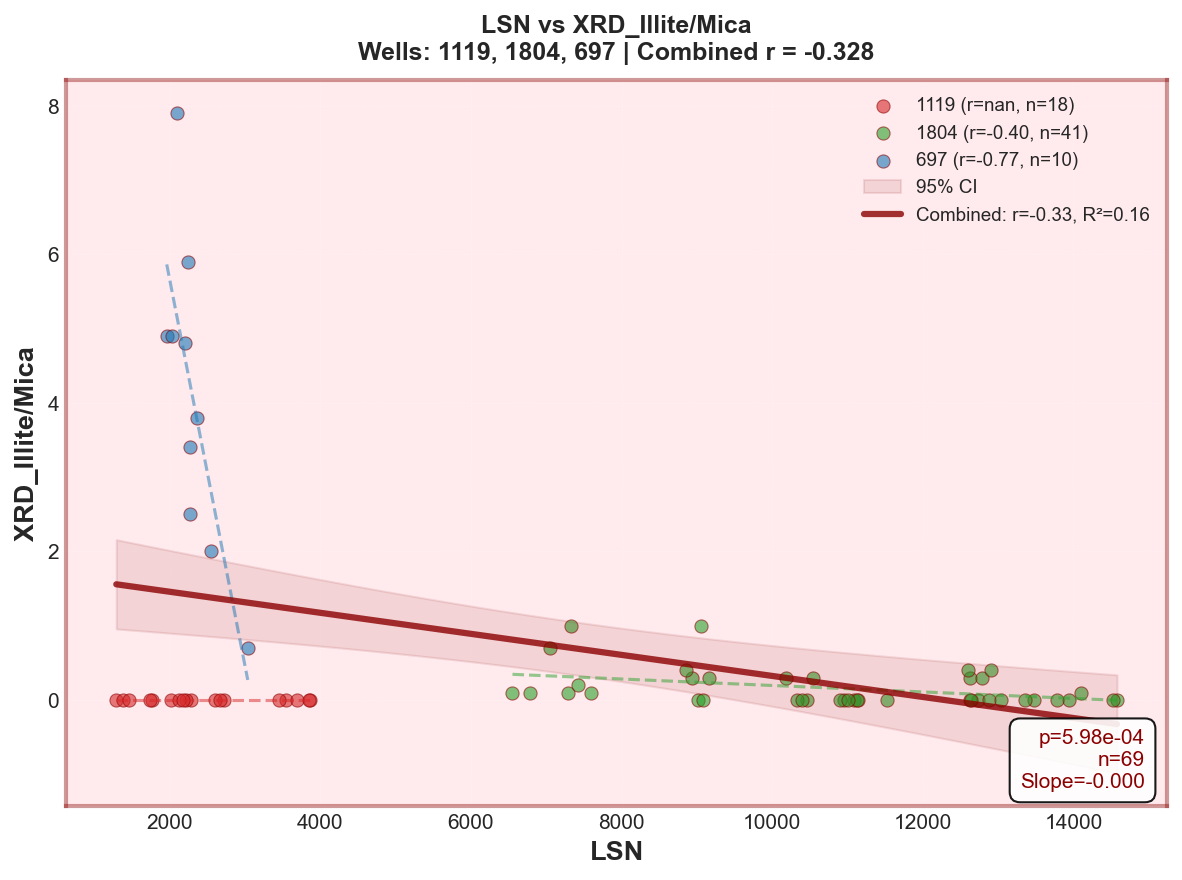 LSN vs XRD_Illite/Mica
Wells: 1119, 1804, 697 | Combined r = -0.328
1119 (r=nan, n=18)
1804 (r=-0.40, n=41)
697 (r=-0.77, n=10)
95% CI
Combined: r=-0.33, R²=0.16
XRD_Illite/Mica
8
6
4
2
0
p=5.98e-04
n=69
Slope=-0.000
2000 4000 6000 8000 10000 12000 14000
LSN